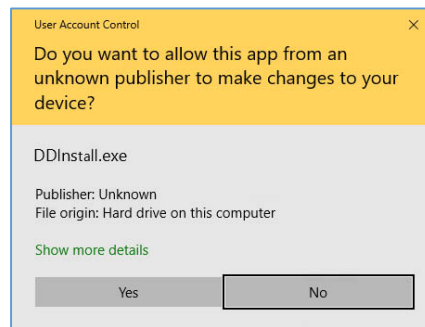 User Account Control
Do you want to allow this app from an
unknown publisher to make changes to your
device?
DDInstall.exe
Publisher: Unknown
File origin: Hard drive on this computer
Show more details
Yes
No